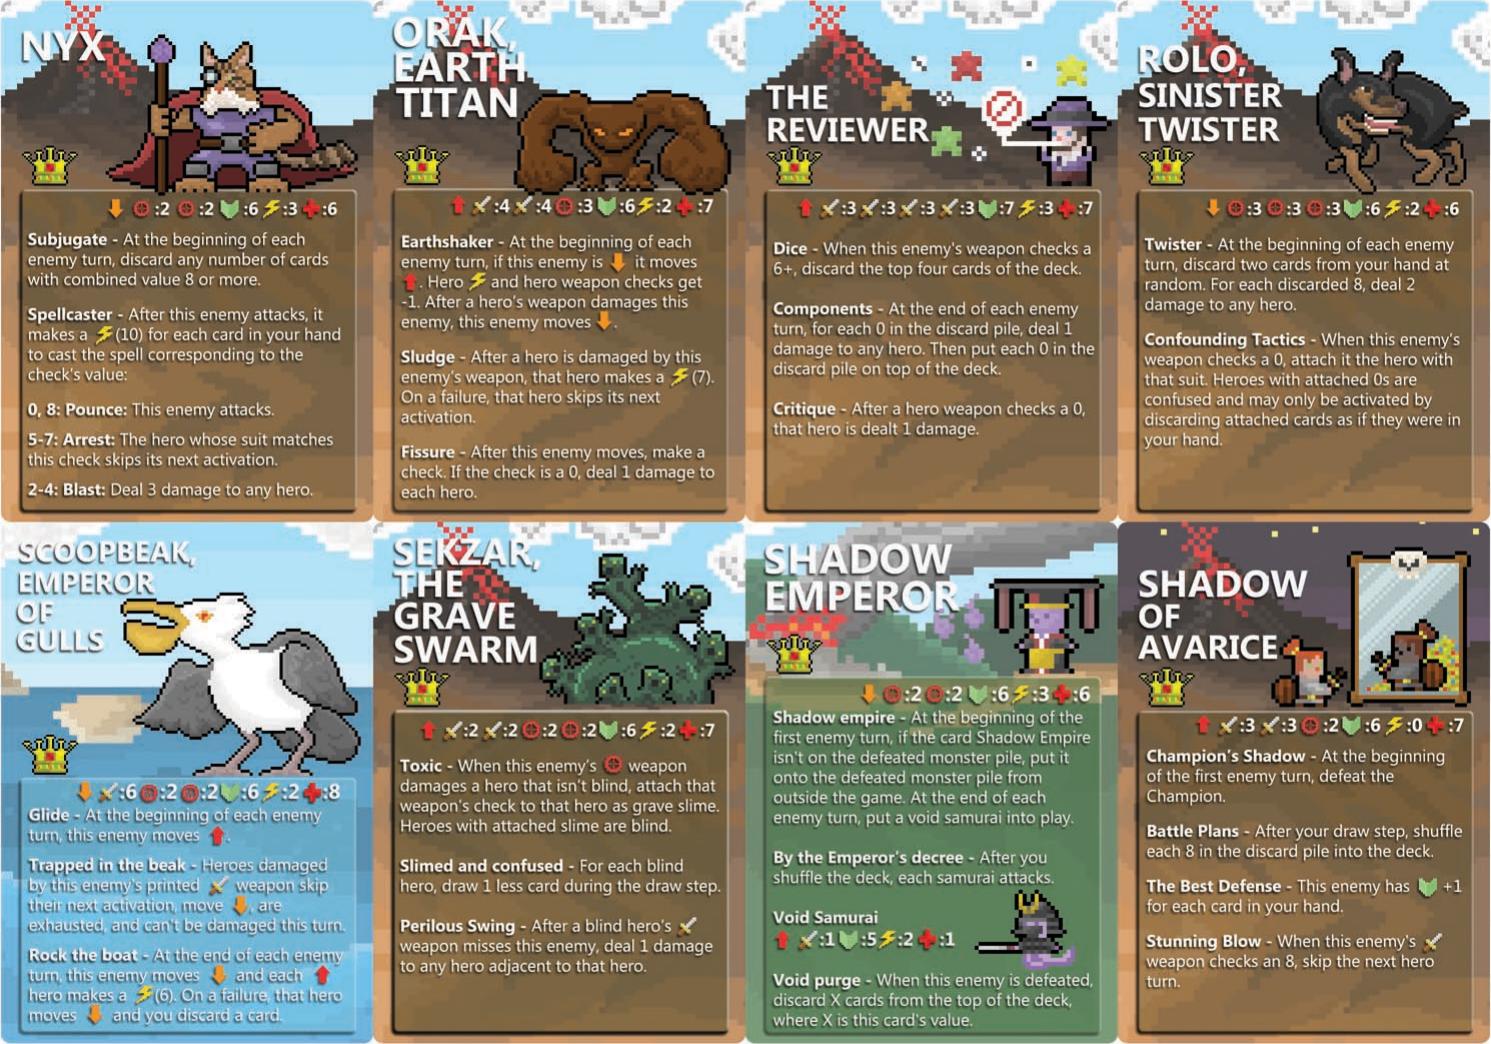 NYX
:2 :2 :6 :3 :6
Subjugate - At the beginning of each
enemy turn, discard any number of cards
with combined value 8 or more.
Spellcaster - After this enemy attacks, it
makes a (10) for each card in your hand
to cast the spell corresponding to the
check's value:
0, 8: Pounce: This enemy attacks.
5-7: Arrest: The hero whose suit matches
this check skips its next activation.
2-4: Blast: Deal 3 damage to any hero.
ORAK,
EARTH
TITAN
:4 :4 :3 :6 :2 :7
Earthshaker - At the beginning of each
enemy turn, if this enemy is it moves
. Hero and hero weapon checks get
-1. After a hero's weapon damages this
enemy, this enemy moves .
Sludge - After a hero is damaged by this
enemy's weapon, that hero makes a (7).
On a failure, that hero skips its next
activation.
Fissure - After this enemy moves, make a
check. If the check is a 0, deal 1 damage to
each hero.
THE
REVIEWER
:3 :3 :3 :3 :7 :3 :7
Dice - When this enemy's weapon checks a
6+, discard the top four cards of the deck.
Components - At the end of each enemy
turn, for each 0 in the discard pile, deal 1
damage to any hero. Then put each 0 in the
discard pile on top of the deck.
Critique - After a hero weapon checks a 0,
that hero is dealt 1 damage.
ROLO,
SINISTER
TWISTER
:3 :3 :3 :6 :2 :6
Twister - At the beginning of each enemy
turn, discard two cards from your hand at
random. For each discarded 8, deal 2
damage to any hero.
Confounding Tactics - When this enemy's
weapon checks a 0, attach it the hero with
that suit. Heroes with attached 0s are
confused and may only be activated by
discarding attached cards as if they were in
your hand.
SCOOPBEAK,
EMPEROR
OF
GULLS
:6 :2 :2 :6 :2 :8
Glide - At the beginning of each enemy
turn, this enemy moves .
Trapped in the beak - Heroes damaged
by this enemy's printed weapon skip
their next activation, move , are
exhausted, and can't be damaged this turn.
Rock the boat - At the end of each enemy
turn, this enemy moves and each
hero makes a (6). On a failure, that hero
moves and you discard a card.
SEKZAR,
THE
GRAVE
SWARM
:2 :2 :2 :2 :6 :2 :7
Toxic - When this enemy's weapon
damages a hero that isn't blind, attach that
weapon's check to that hero as grave slime.
Heroes with attached slime are blind.
Slimed and confused - For each blind
hero, draw 1 less card during the draw step.
Perilous Swing - After a blind hero's
weapon misses this enemy, deal 1 damage
to any hero adjacent to that hero.
SHADOW
EMPEROR
:2 :2 :6 :3 :6
Shadow empire - At the beginning of the
first enemy turn, if the card Shadow Empire
isn't on the defeated monster pile, put it
onto the defeated monster pile from
outside the game. At the end of each
enemy turn, put a void samurai into play.
By the Emperor's decree - After you
shuffle the deck, each samurai attacks.
Void Samurai
:1 :5 :2 :1
Void purge - When this enemy is defeated,
discard X cards from the top of the deck,
where X is this card's value.
SHADOW
OF
AVARICE
:3 :3 :2 :6 :0 :7
Champion's Shadow - At the beginning
of the first enemy turn, defeat the
Champion.
Battle Plans - After your draw step, shuffle
each 8 in the discard pile into the deck.
The Best Defense - This enemy has +1
for each card in your hand.
Stunning Blow - When this enemy's
weapon checks an 8, skip the next hero
turn.